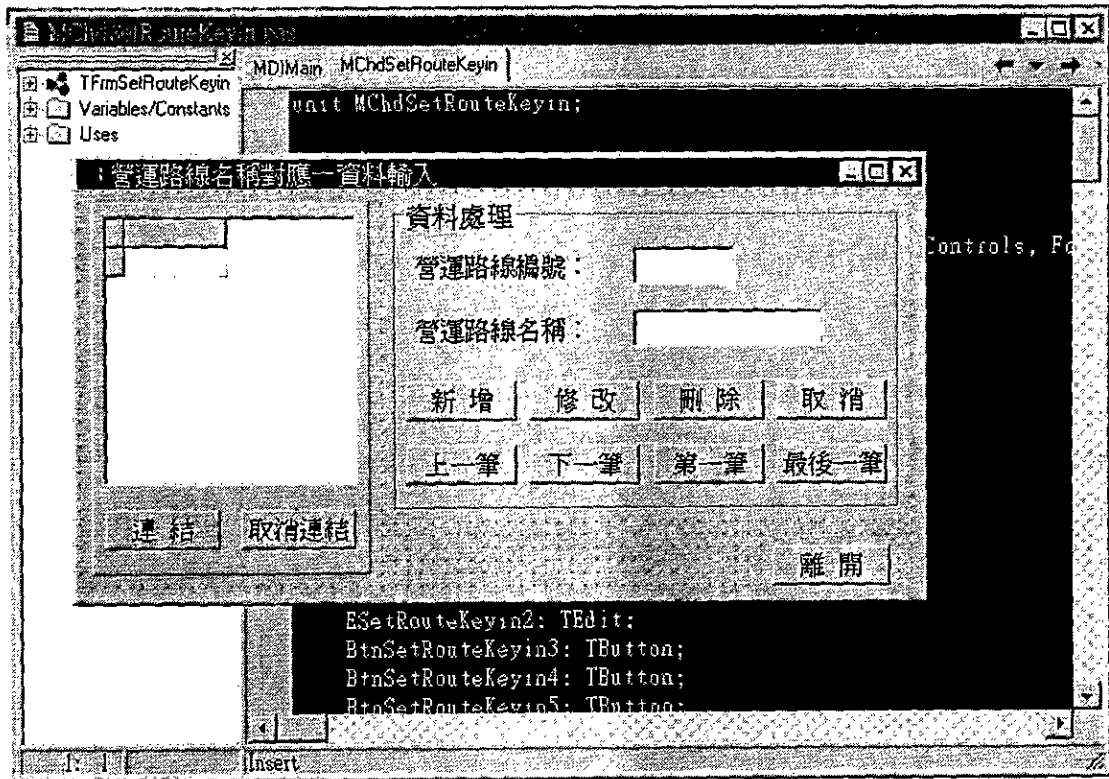 MChdSetRouteKeyin.pas
MDIMain MChdSetRouteKeyin
TFrmSetRouteKeyin
Variables/Constants
Uses
unit MChdSetRouteKeyin;
營運路線名稱對應－資料輸入
Controls, Fo
資料處理
營運路線編號：
營運路線名稱：
新 增 修 改 刪 除 取 消
上一筆 下一筆 第一筆 最後一筆
連 結 取消連結
離 開
ESetRouteKeyin2: TEdit;
BtnSetRouteKeyin3: TButton;
BtnSetRouteKeyin4: TButton;
BtnSetRouteKeyin5: TButton;
1: 1 Insert